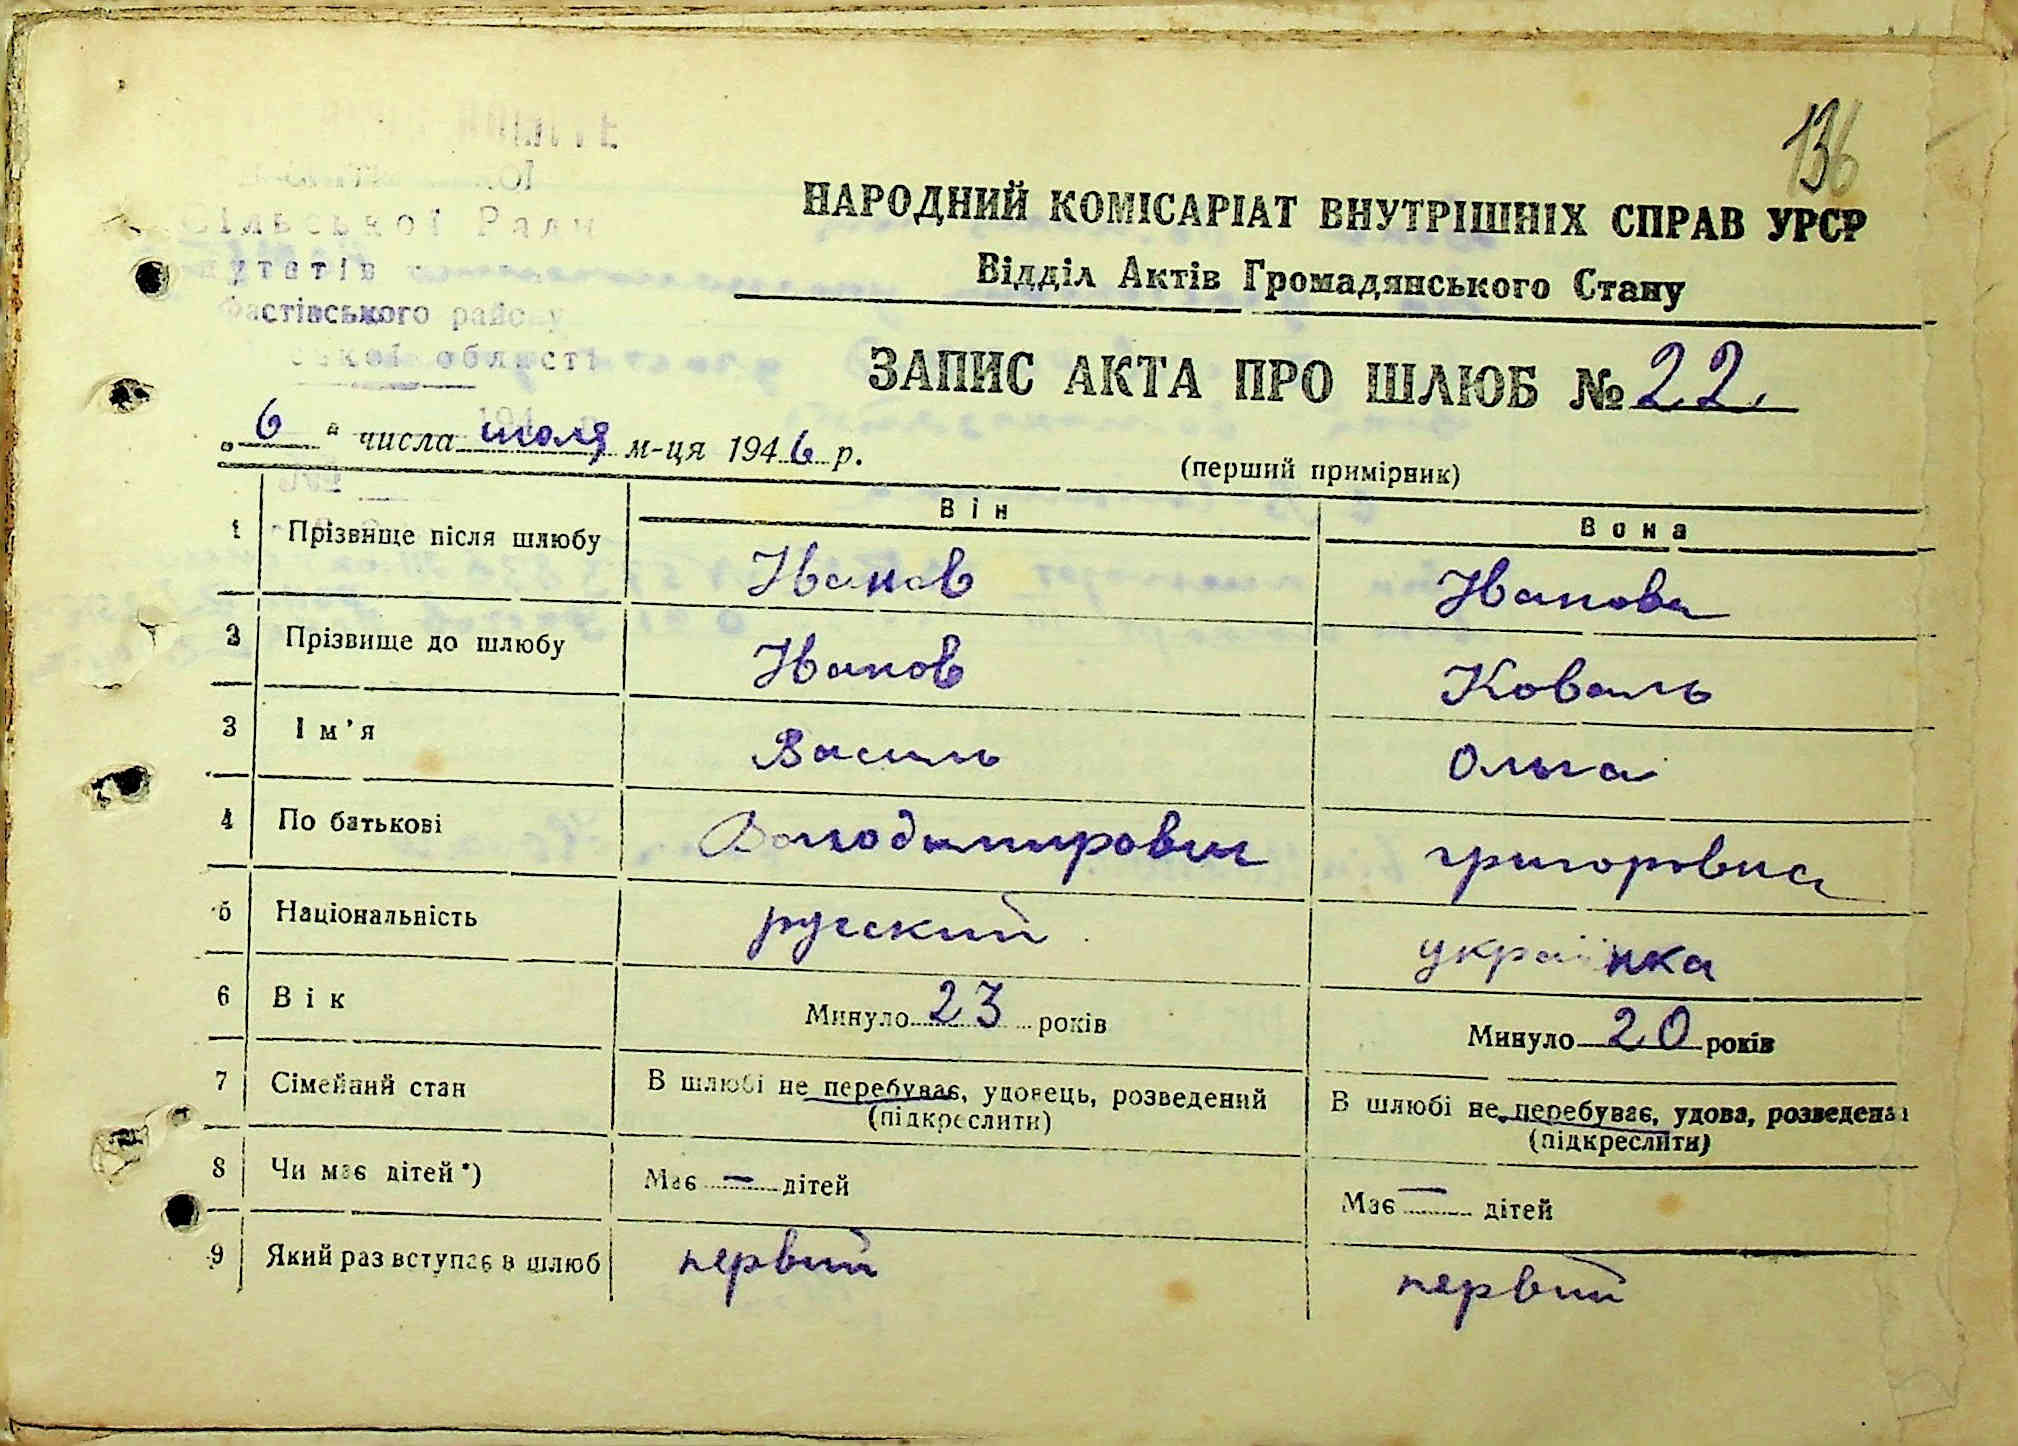 136
Сільської Ради
путатів
Фастівського району
ської області
НАРОДНИЙ КОМІСАРІАТ ВНУТРІШНІХ СПРАВ УРСР
Відділ Актів Громадянського Стану
ЗАПИС АКТА ПРО ШЛЮБ № 22
„6“ числа июля м-ця 1946 р.
(перший примірник)
Він Вона
1 Прізвище після шлюбу Иванов Иванова
2 Прізвище до шлюбу Иванов Коваль
3 Ім'я Василь Ольга
4 По батькові Володимирович григоровна
5 Національність русский українка
6 Вік Минуло 23 років Минуло 20 років
7 Сімейний стан В шлюбі не перебуває, удовець, розведений В шлюбі не перебуває, удова, розведена
(підкреслити) (підкреслити)
8 Чи має дітей*) Має — дітей Має — дітей
9 Який раз вступає в шлюб первий первий